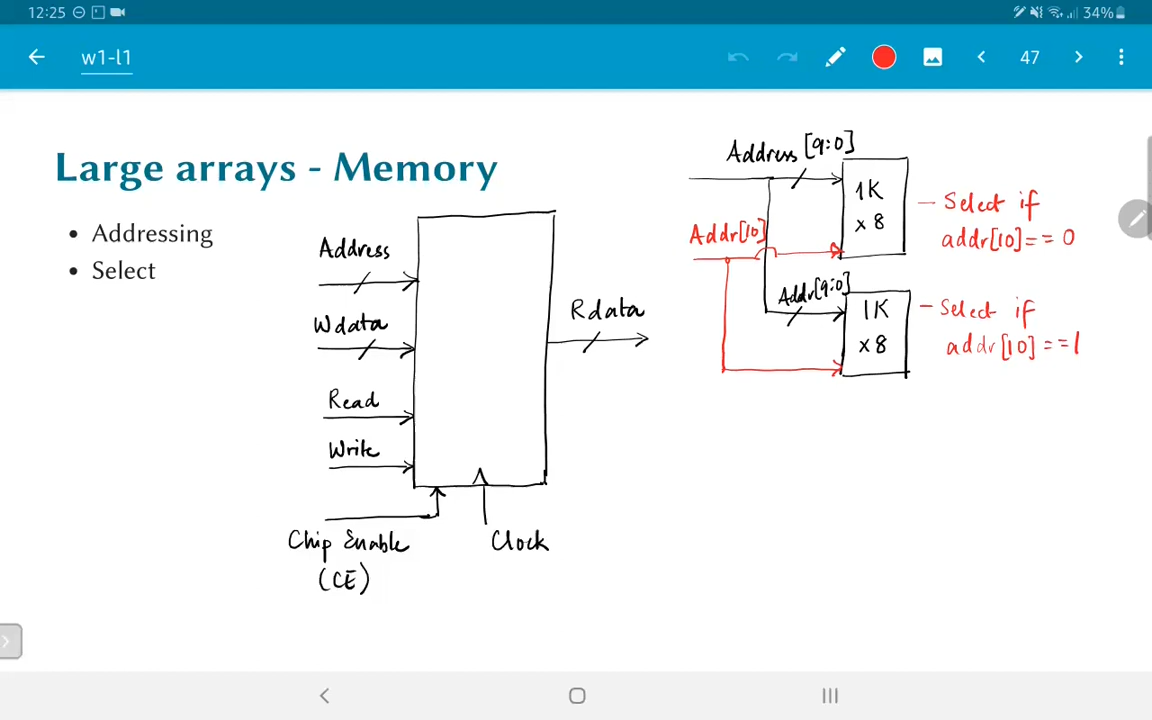 12:25
34%
w1-l1
47
Large arrays - Memory
• Addressing
• Select
Address
Wdata
Read
Write
Chip Enable
(CE)
Clock
Rdata
Address [9:0]
1K
x 8
Addr[10]
- Select if
addr[10] == 0
Addr[9:0]
1K
x 8
- Select if
addr[10] == 1